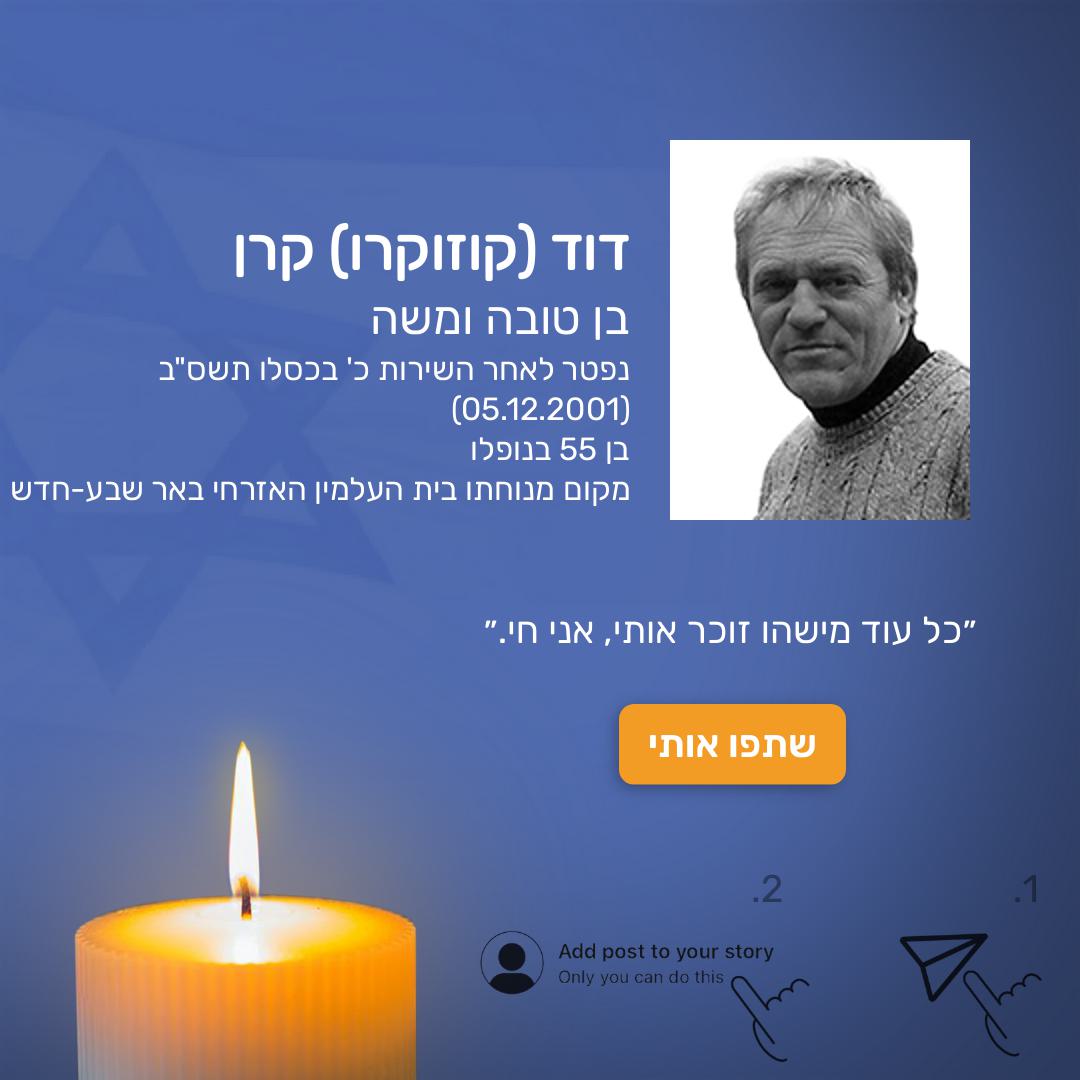 דוד (קוזוקרו) קרן
בן טובה ומשה
נפטר לאחר השירות כ' בכסלו תשס"ב
(05.12.2001)
בן 55 בנופלו
מקום מנוחתו בית העלמין האזרחי באר שבע-חדש
״כל עוד מישהו זוכר אותי, אני חי.״
שתפו אותי
.1
.2
Add post to your story
Only you can do this